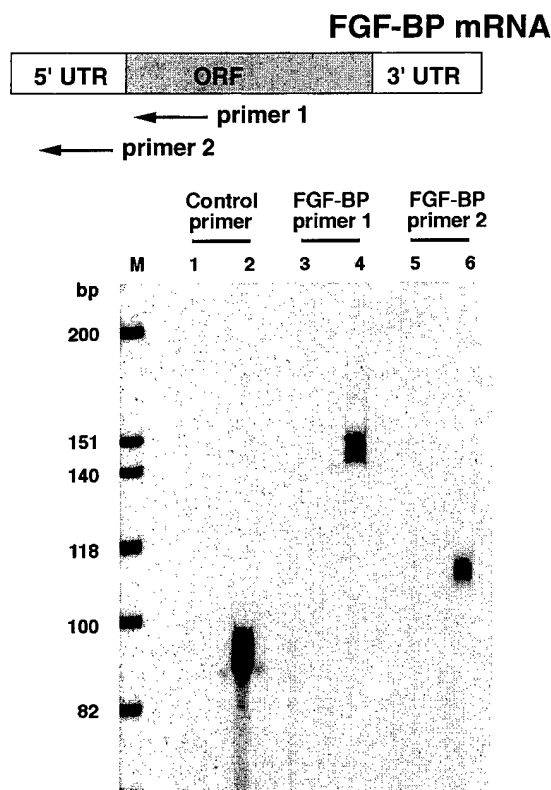 FGF-BP mRNA
5' UTR ORF 3' UTR
primer 1
primer 2
Control primer FGF-BP primer 1 FGF-BP primer 2
M 1 2 3 4 5 6
bp
200
151
140
118
100
82